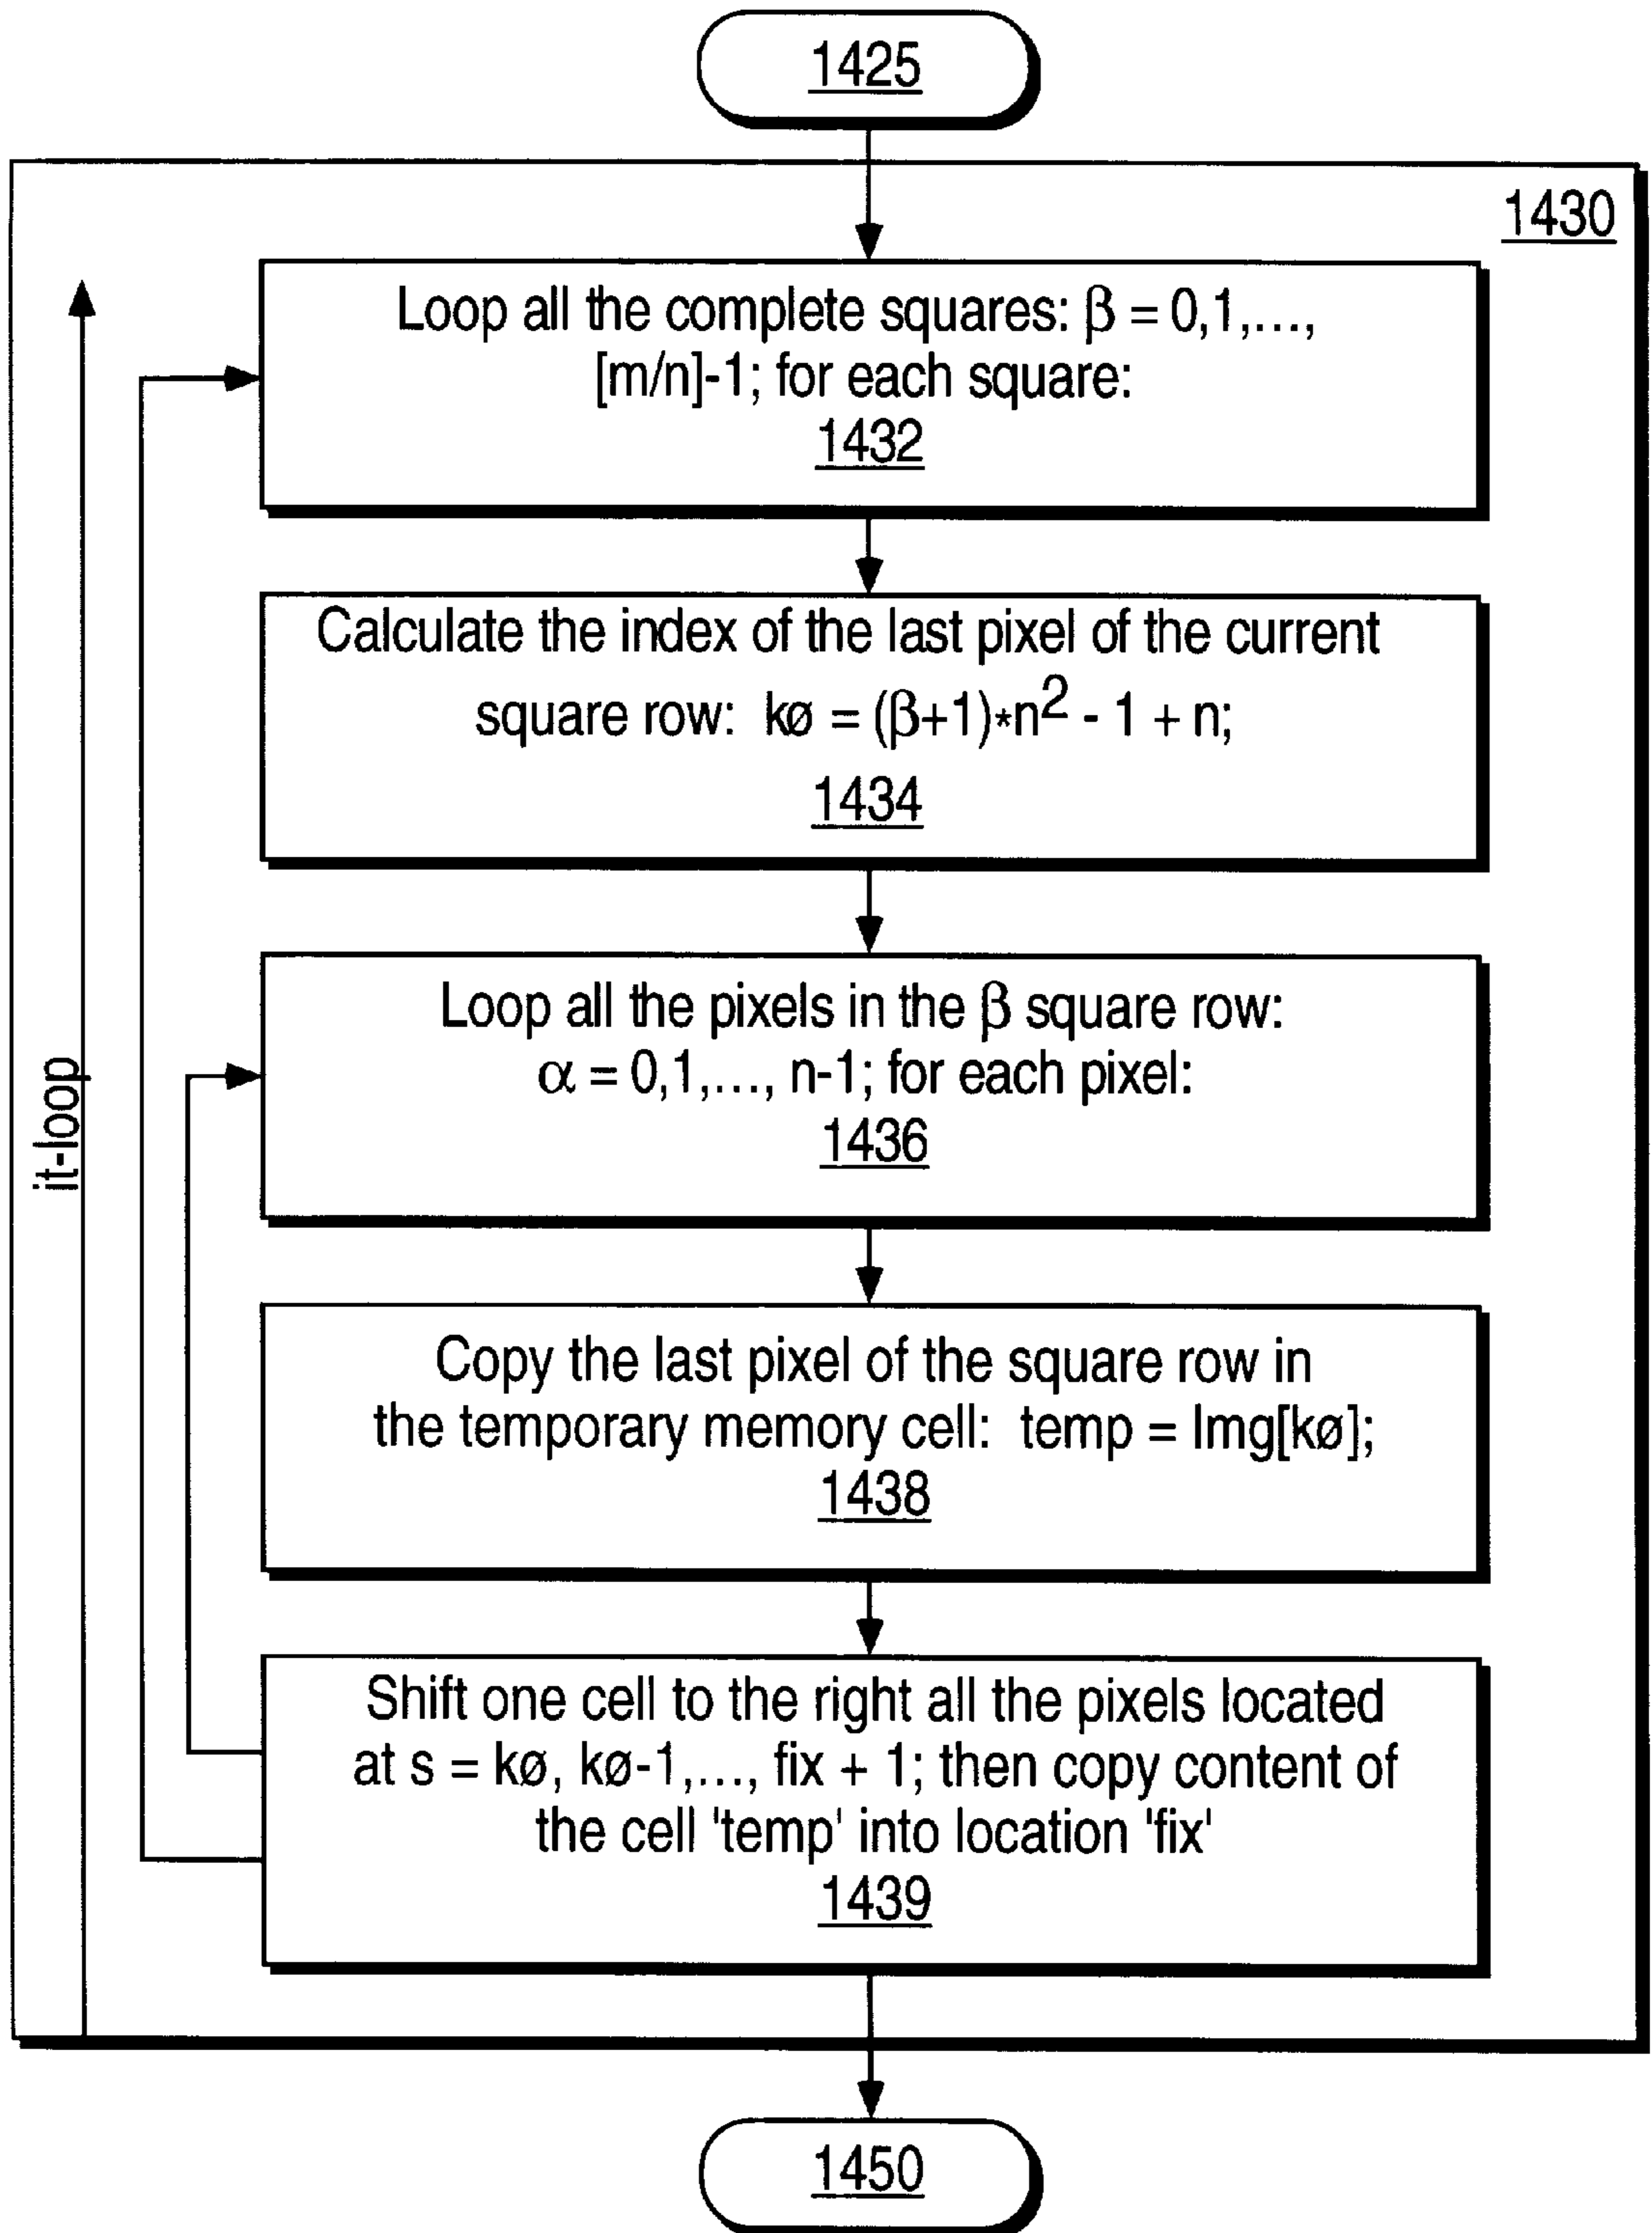 1425
1430
Loop all the complete squares: β = 0,1,...,
[m/n]-1; for each square:
1432
Calculate the index of the last pixel of the current
square row: kø = (β+1)*n² - 1 + n;
1434
Loop all the pixels in the β square row:
α = 0,1,..., n-1; for each pixel:
1436
it-loop
Copy the last pixel of the square row in
the temporary memory cell: temp = Img[kø];
1438
Shift one cell to the right all the pixels located
at s = kø, kø-1,..., fix + 1; then copy content of
the cell 'temp' into location 'fix'
1439
1450